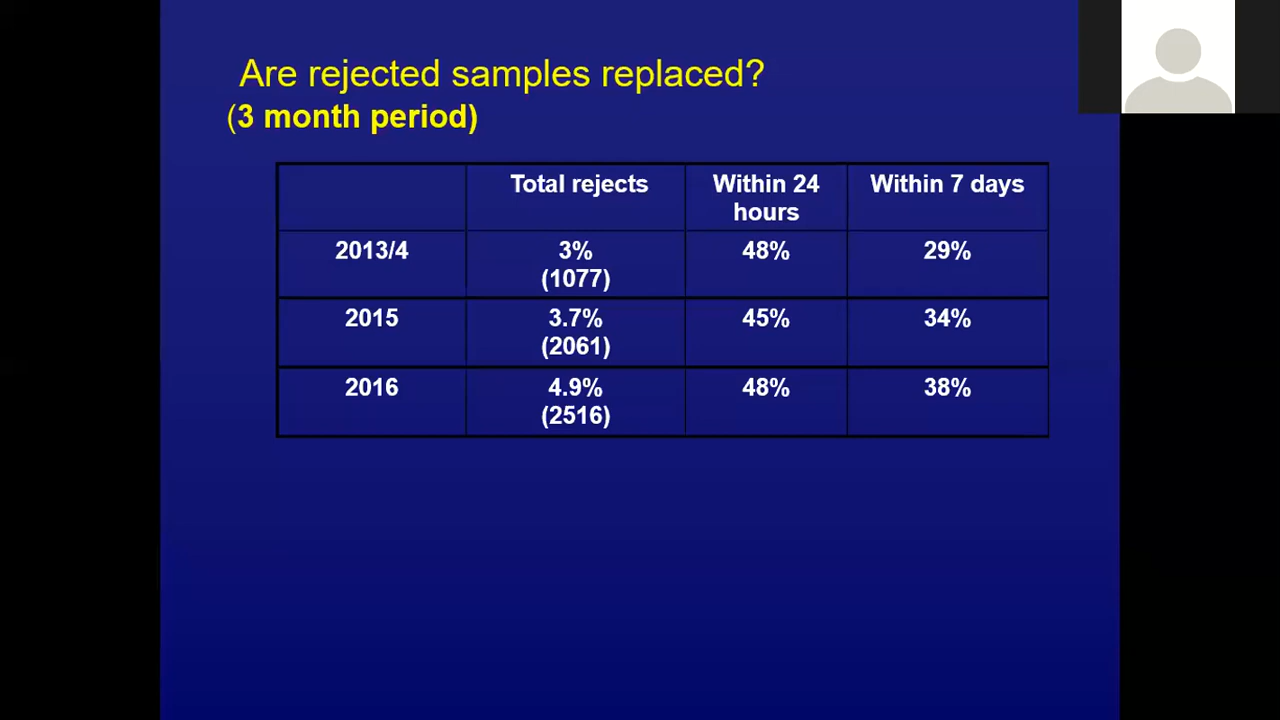 Are rejected samples replaced?
(3 month period)
Total rejects
Within 24
hours
Within 7 days
2013/4
3%
(1077)
48%
29%
2015
3.7%
(2061)
45%
34%
2016
4.9%
(2516)
48%
38%